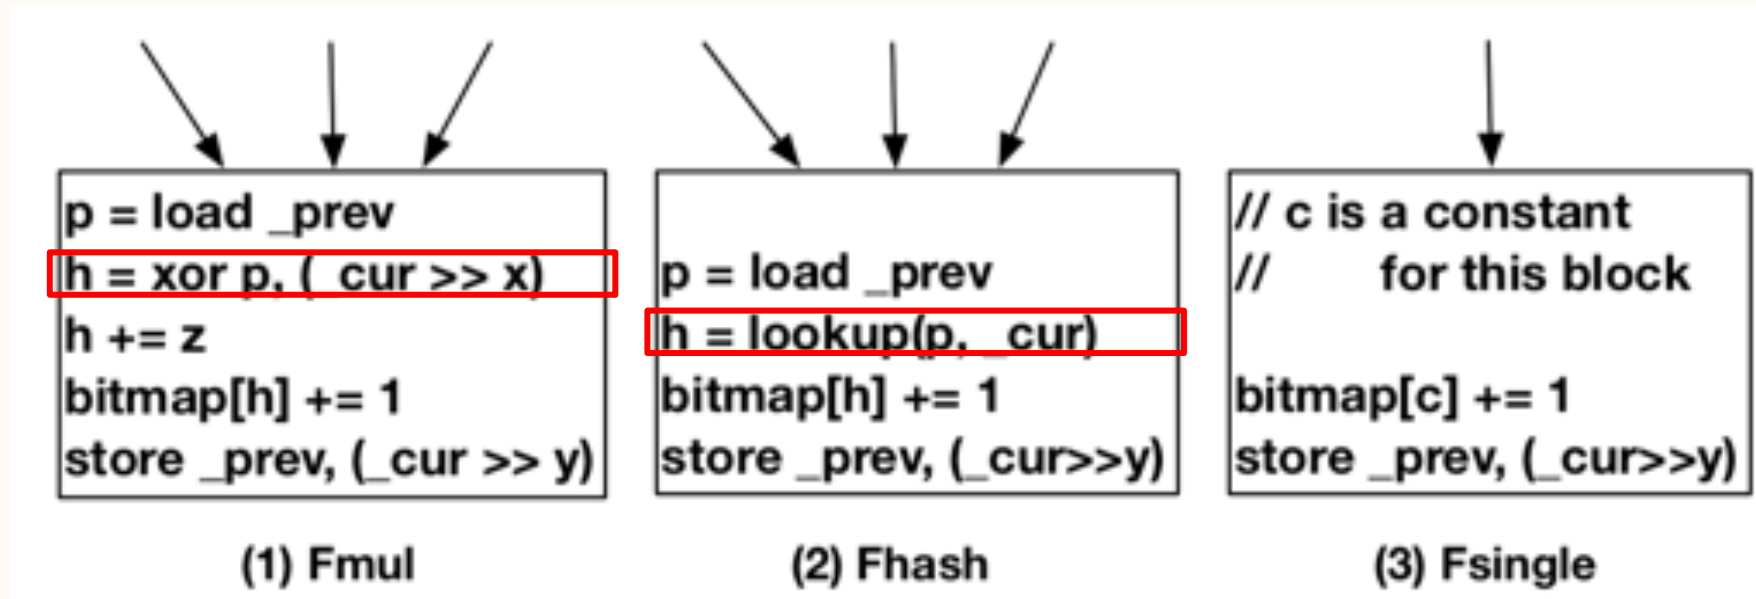 p = load _prev
h = xor p, (_cur >> x)
h += z
bitmap[h] += 1
store _prev, (_cur >> y)
(1) Fmul
p = load _prev
h = lookup(p, _cur)
bitmap[h] += 1
store _prev, (_cur>>y)
(2) Fhash
// c is a constant
// for this block
bitmap[c] += 1
store _prev, (_cur>>y)
(3) Fsingle